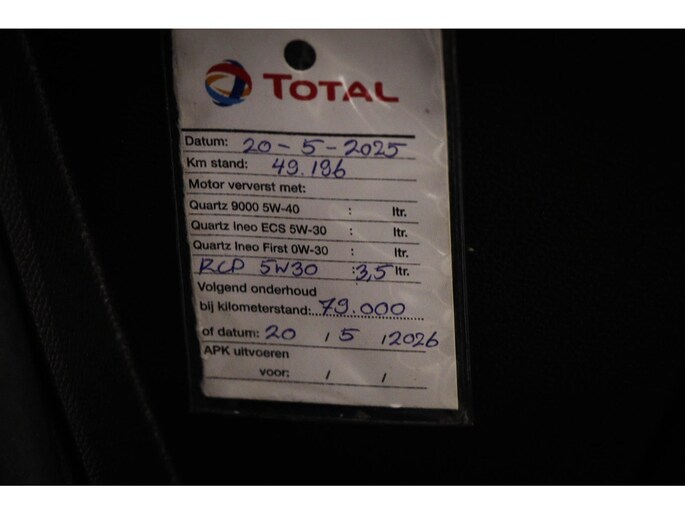 TOTAL
Datum: 20-5-2025
Km stand: 49.196
Motor ververst met:
Quartz 9000 5W-40 : ltr.
Quartz Ineo ECS 5W-30 : ltr.
Quartz Ineo First 0W-30 : ltr.
RCP 5W30 :3,5 ltr.
Volgend onderhoud
bij kilometerstand: 79.000
of datum: 20 / 5 / 2026
APK uitvoeren
voor: / /